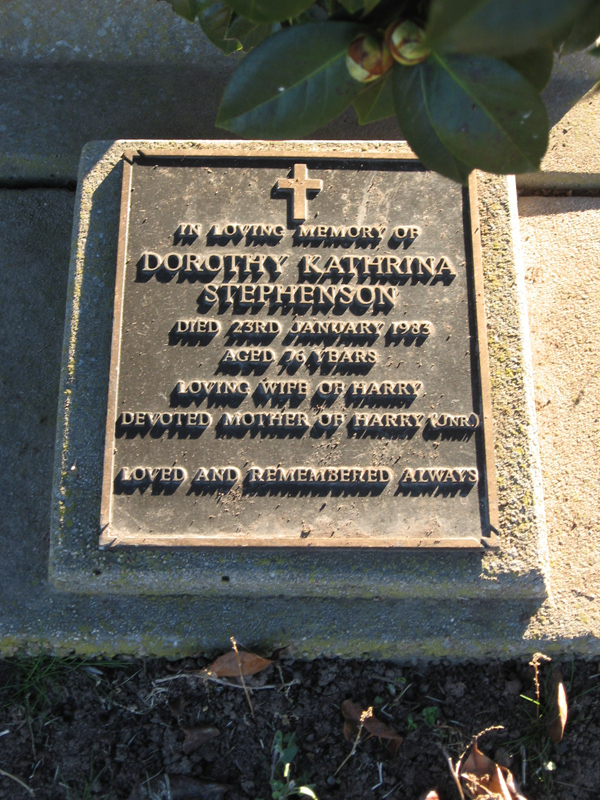 IN LOVING MEMORY OF
DOROTHY KATHRINA
STEPHENSON
DIED 23RD JANUARY 1983
AGED 76 YEARS
LOVING WIFE OF HARRY
DEVOTED MOTHER OF HARRY (JNR.)
LOVED AND REMEMBERED ALWAYS